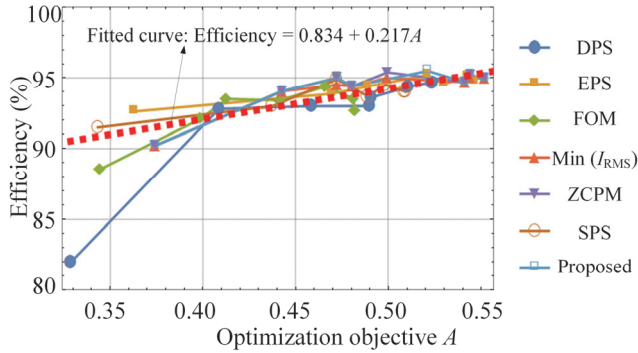 100
Fitted curve: Efficiency = 0.834 + 0.217A
95
90
85
80
Efficiency (%)
0.35 0.40 0.45 0.50 0.55
Optimization objective A
DPS
EPS
FOM
Min (IRMS)
ZCPM
SPS
Proposed